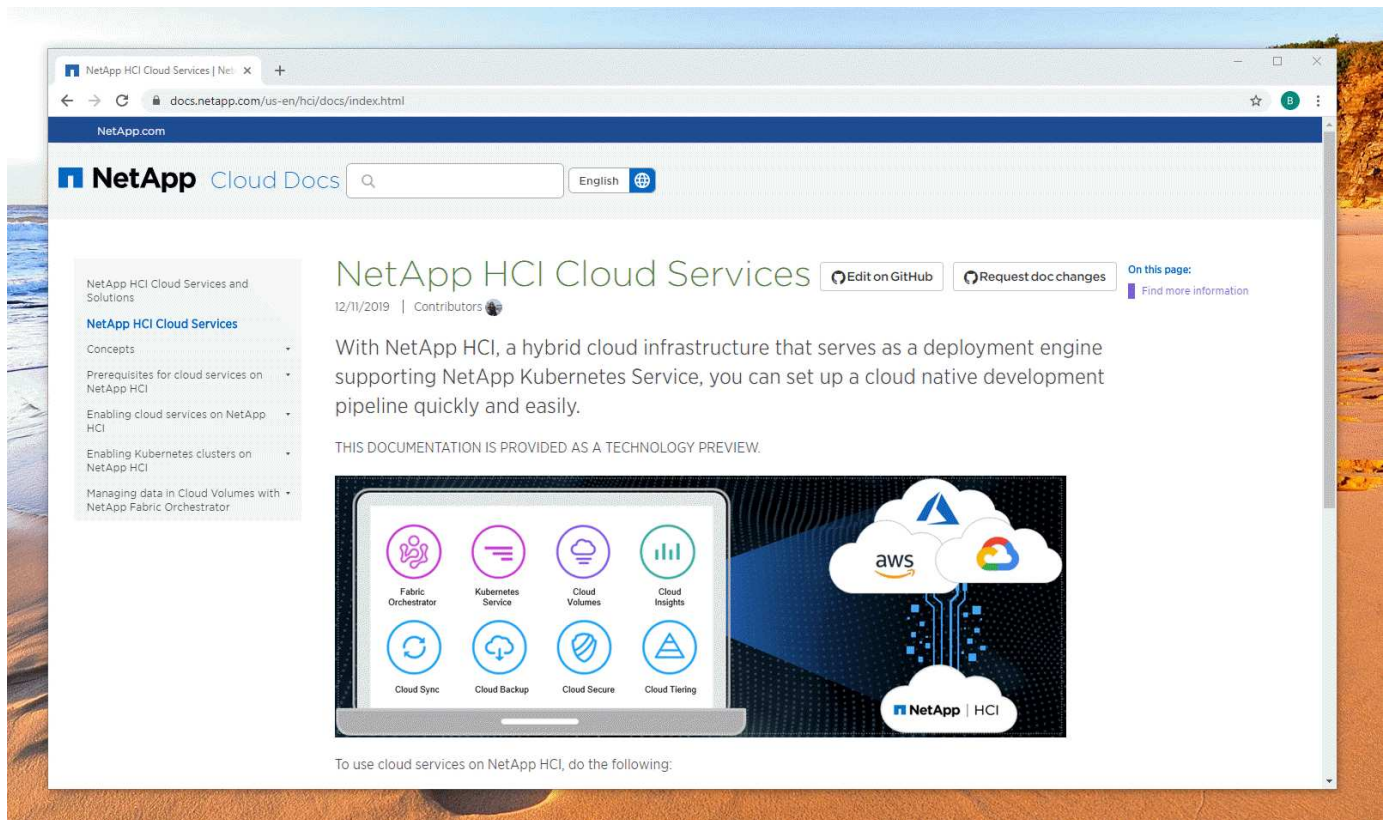 NetApp HCI Cloud Services | Net
docs.netapp.com/us-en/hci/docs/index.html
B
NetApp.com
NetApp Cloud Docs
English
NetApp HCI Cloud Services and
Solutions
NetApp HCI Cloud Services
Concepts
Prerequisites for cloud services on
NetApp HCI
Enabling cloud services on NetApp
HCI
Enabling Kubernetes clusters on
NetApp HCI
Managing data in Cloud Volumes with
NetApp Fabric Orchestrator
NetApp HCI Cloud Services
Edit on GitHub
Request doc changes
On this page:
Find more information
12/11/2019 | Contributors
With NetApp HCI, a hybrid cloud infrastructure that serves as a deployment engine
supporting NetApp Kubernetes Service, you can set up a cloud native development
pipeline quickly and easily.
THIS DOCUMENTATION IS PROVIDED AS A TECHNOLOGY PREVIEW.
Fabric
Orchestrator
Kubernetes
Service
Cloud
Volumes
Cloud
Insights
Cloud Sync
Cloud Backup
Cloud Secure
Cloud Tiering
aws
NetApp | HCI
To use cloud services on NetApp HCI, do the following: